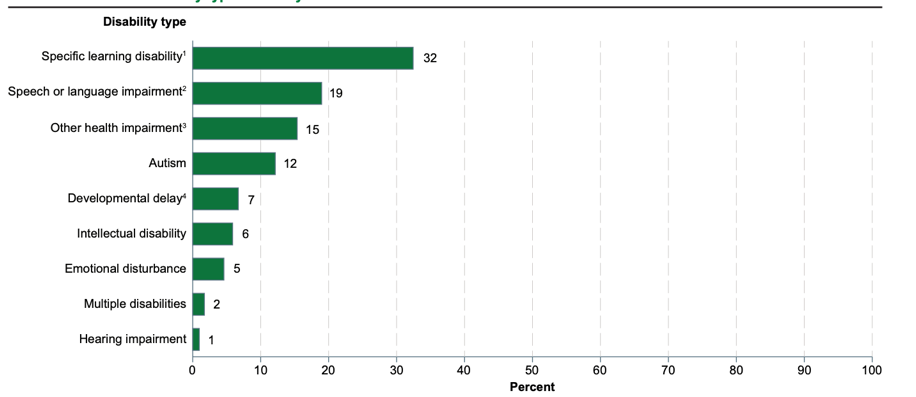 Disability type
Specific learning disability¹ 32
Speech or language impairment² 19
Other health impairment³ 15
Autism 12
Developmental delay⁴ 7
Intellectual disability 6
Emotional disturbance 5
Multiple disabilities 2
Hearing impairment 1
0 10 20 30 40 50 60 70 80 90 100
Percent